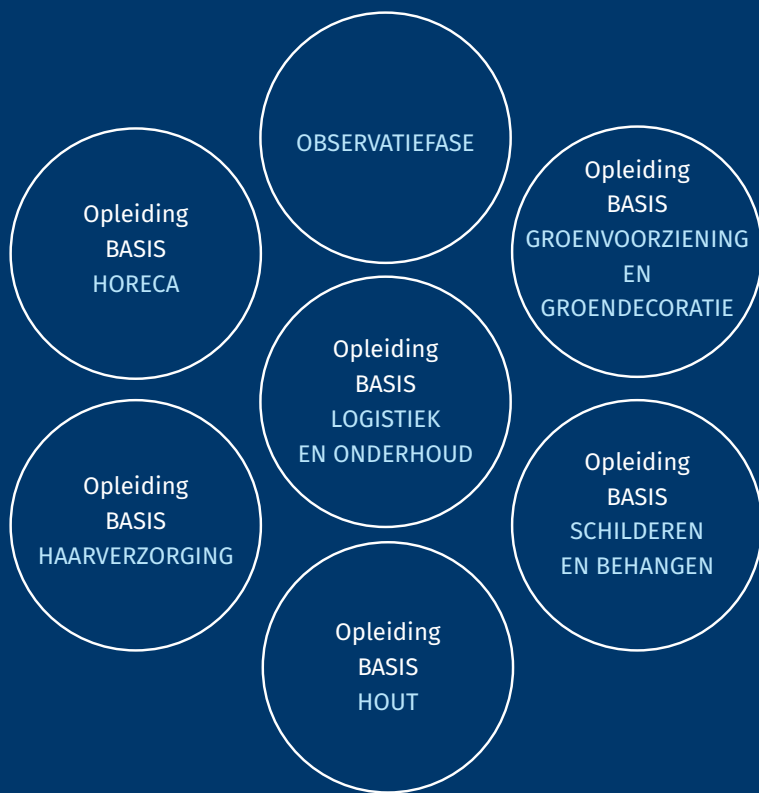 OBSERVATIEFASE
Opleiding
BASIS
HORECA
Opleiding
BASIS
GROENVOORZIENING
EN
GROENDECORATIE
Opleiding
BASIS
LOGISTIEK
EN ONDERHOUD
Opleiding
BASIS
HAARVERZORGING
Opleiding
BASIS
SCHILDEREN
EN BEHANGEN
Opleiding
BASIS
HOUT